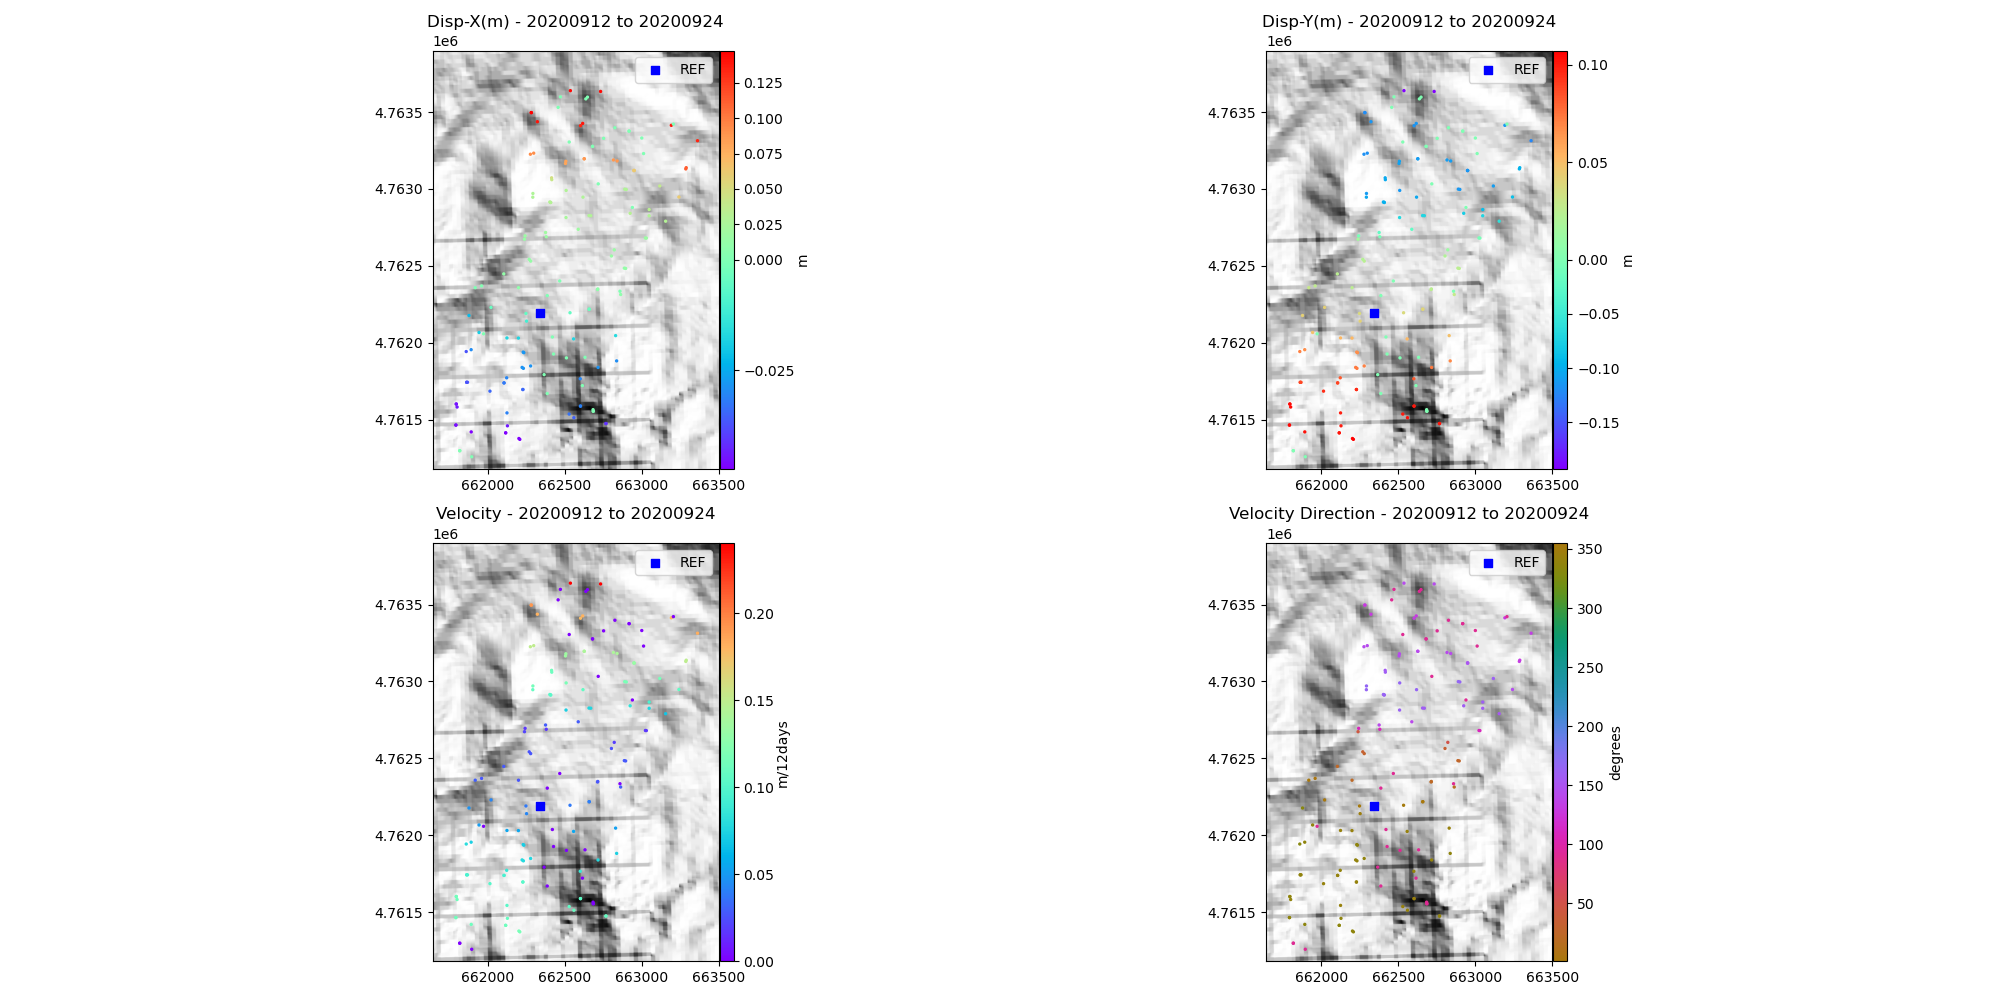 Disp-X(m) - 20200912 to 20200924
1e6
REF
4.7635
4.7630
4.7625
4.7620
4.7615
662000 662500 663000 663500
0.125
0.100
0.075
0.050
0.025
0.000
−0.025
m
Disp-Y(m) - 20200912 to 20200924
1e6
REF
4.7635
4.7630
4.7625
4.7620
4.7615
662000 662500 663000 663500
0.10
0.05
0.00
−0.05
−0.10
−0.15
m
Velocity - 20200912 to 20200924
1e6
REF
4.7635
4.7630
4.7625
4.7620
4.7615
662000 662500 663000 663500
0.20
0.15
0.10
0.05
0.00
m/12days
Velocity Direction - 20200912 to 20200924
1e6
REF
4.7635
4.7630
4.7625
4.7620
4.7615
662000 662500 663000 663500
350
300
250
200
150
100
50
degrees